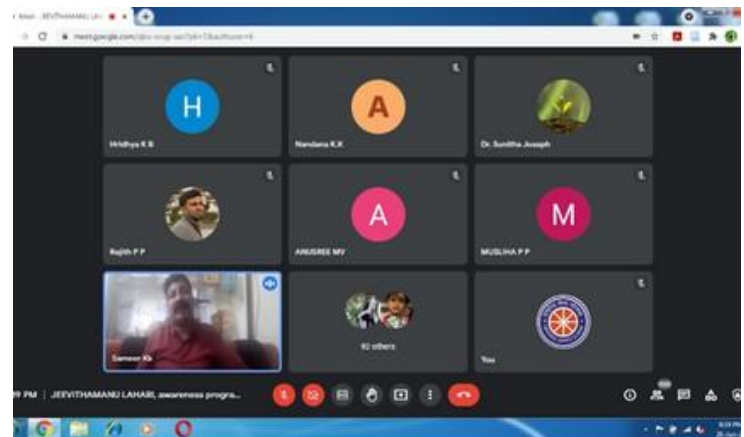 meet.google.com
H
Hridhya K B
A
Nandana K.K
Dr. Sunitha Joseph
Rajith P P
A
ANUSREE MV
M
MUSLIHA P P
Sameer Kk
92 others
You
PM | JEEVITHAMANU LAHARI, awareness progra...